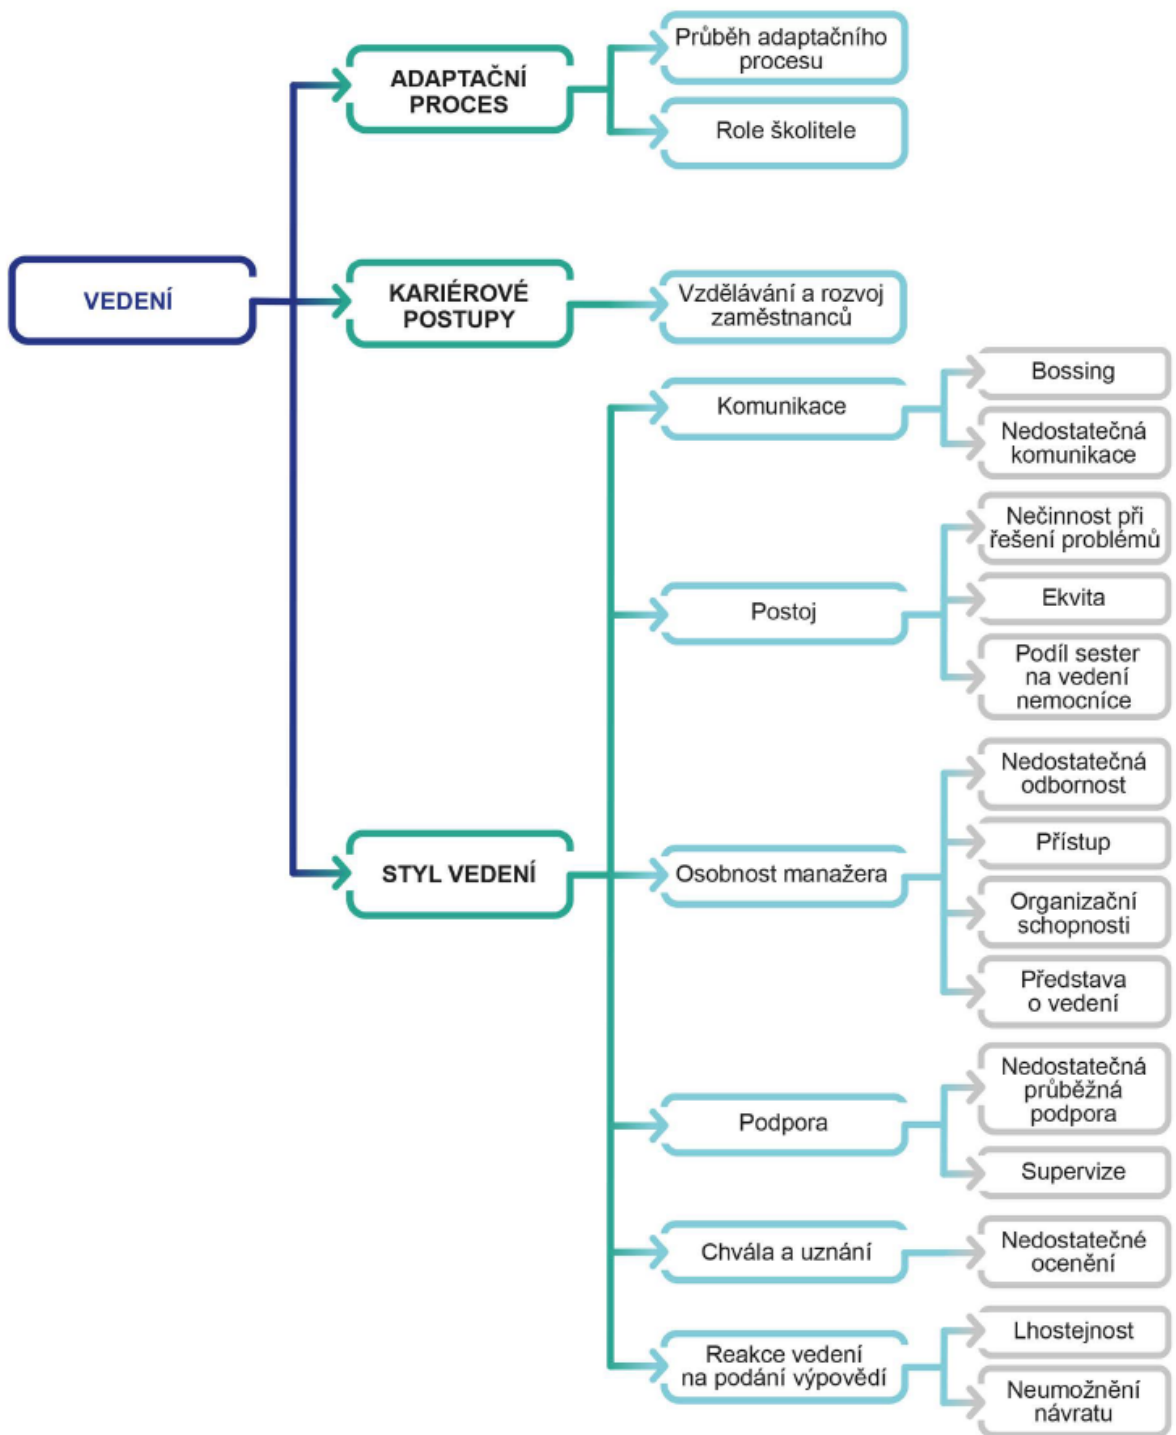 VEDENÍ
ADAPTAČNÍ
PROCES
Průběh adaptačního
procesu
Role školitele
KARIÉROVÉ
POSTUPY
Vzdělávání a rozvoj
zaměstnanců
STYL VEDENÍ
Komunikace
Bossing
Nedostatečná
komunikace
Postoj
Nečinnost při
řešení problémů
Ekvita
Podíl sester
na vedení
nemocníce
Osobnost manažera
Nedostatečná
odbornost
Přístup
Organizační
schopnosti
Představa
o vedení
Podpora
Nedostatečná
průběžná
podpora
Supervize
Chvála a uznání
Nedostatečné
ocenění
Reakce vedení
na podání výpovědí
Lhostejnost
Neumožnění
návratu